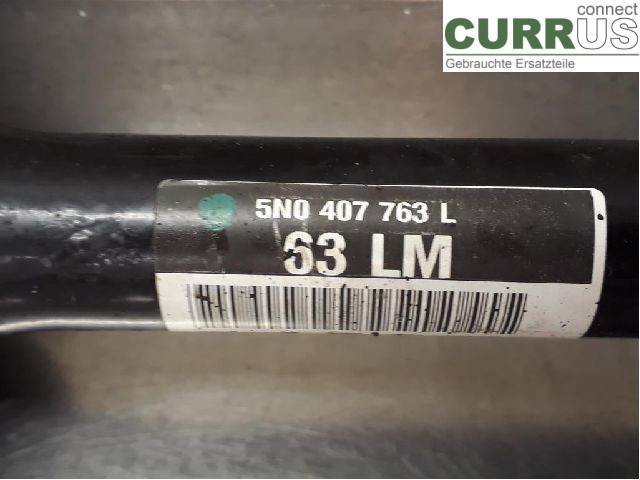 connect
CURRUS
Gebrauchte Ersatzteile
5N0 407 763 L
63 LM